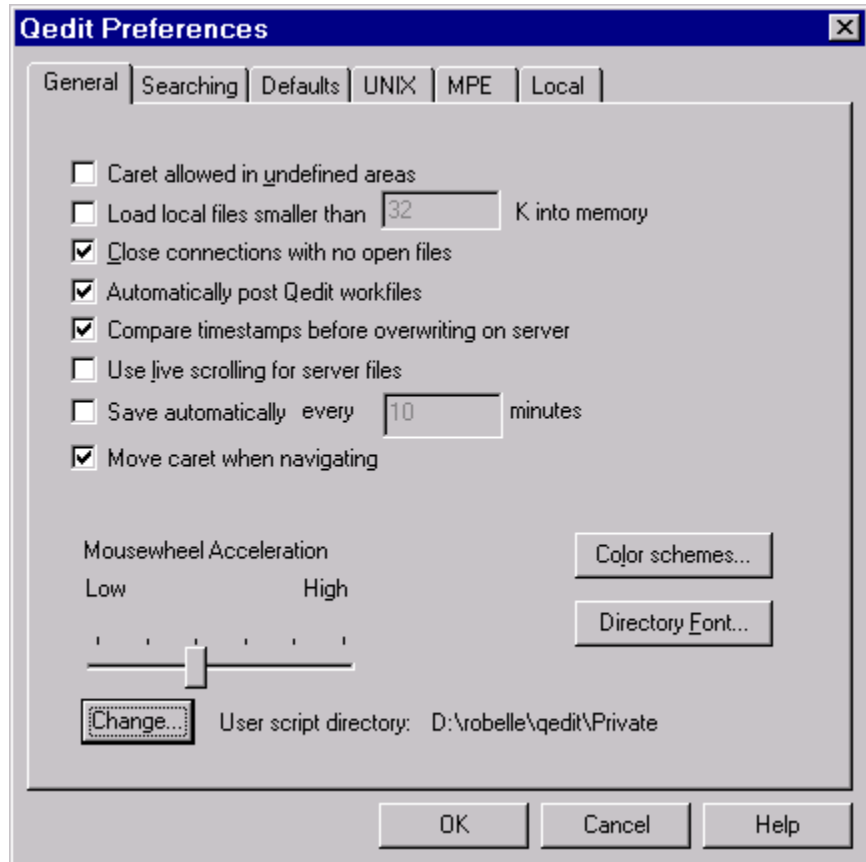 Qedit Preferences
General Searching Defaults UNIX MPE Local
Caret allowed in undefined areas
Load local files smaller than 32 K into memory
Close connections with no open files
Automatically post Qedit workfiles
Compare timestamps before overwriting on server
Use live scrolling for server files
Save automatically every 10 minutes
Move caret when navigating
Mousewheel Acceleration
Low High
Color schemes...
Directory Font...
Change... User script directory: D:\robelle\qedit\Private
OK Cancel Help